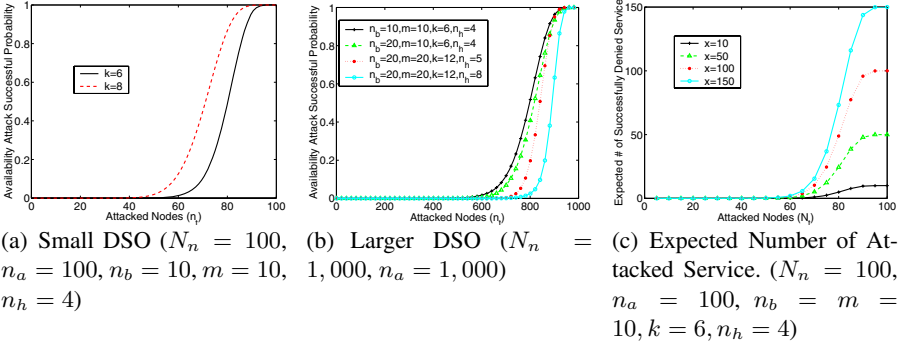 Availability Attack Successful Probability
1
0.8
0.6
0.4
0.2
0
k=6
k=8
0 20 40 60 80 100
Attacked Nodes (n_t)
Availability Attack Successful Probability
1
0.8
0.6
0.4
0.2
0
n_b=10,m=10,k=6,n_h=4
n_b=20,m=10,k=6,n_h=4
n_b=20,m=20,k=12,n_h=5
n_b=20,m=20,k=12,n_h=8
0 200 400 600 800 1000
Attacked Nodes (n_t)
Expected # of Successfully Denied Service
150
100
50
0
x=10
x=50
x=100
x=150
0 20 40 60 80 100
Attacked Nodes (N_t)
(a) Small DSO (N_n = 100,
n_a = 100, n_b = 10, m = 10,
n_h = 4)
(b) Larger DSO (N_n =
1,000, n_a = 1,000)
(c) Expected Number of At-
tacked Service. (N_n = 100,
n_a = 100, n_b = m =
10, k = 6, n_h = 4)